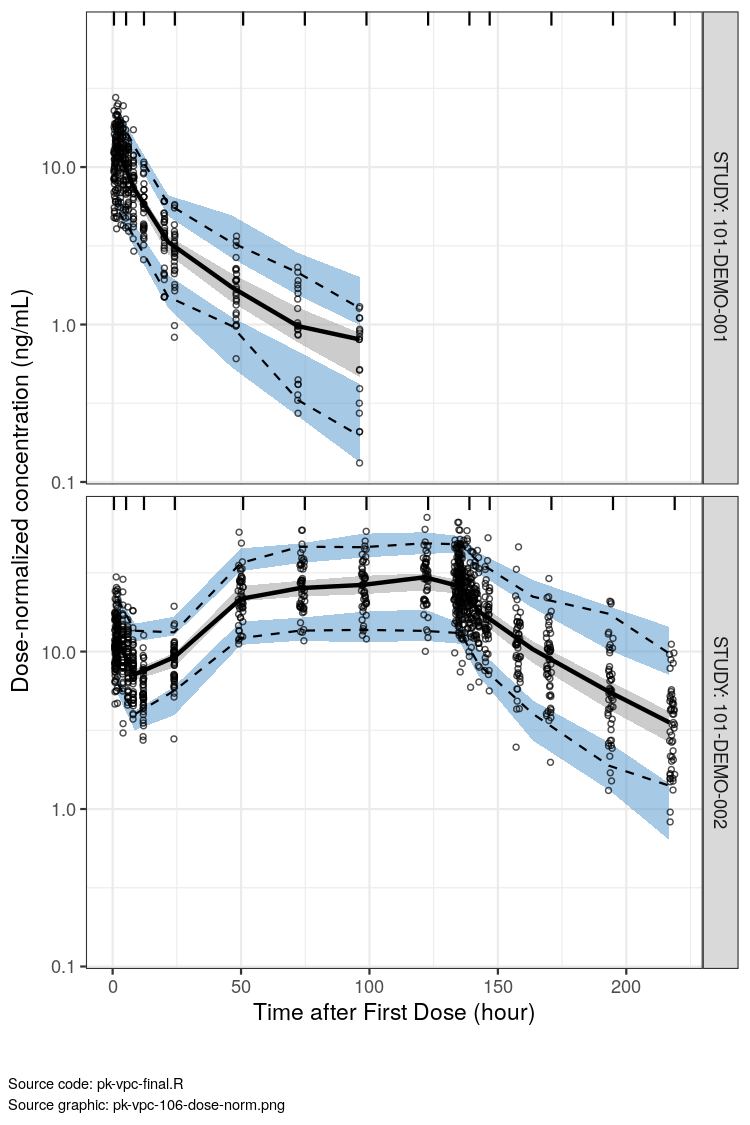 Dose-normalized concentration (ng/mL)
10.0
1.0
0.1
STUDY: 101-DEMO-001
10.0
1.0
0.1
STUDY: 101-DEMO-002
0 50 100 150 200
Time after First Dose (hour)
Source code: pk-vpc-final.R
Source graphic: pk-vpc-106-dose-norm.png